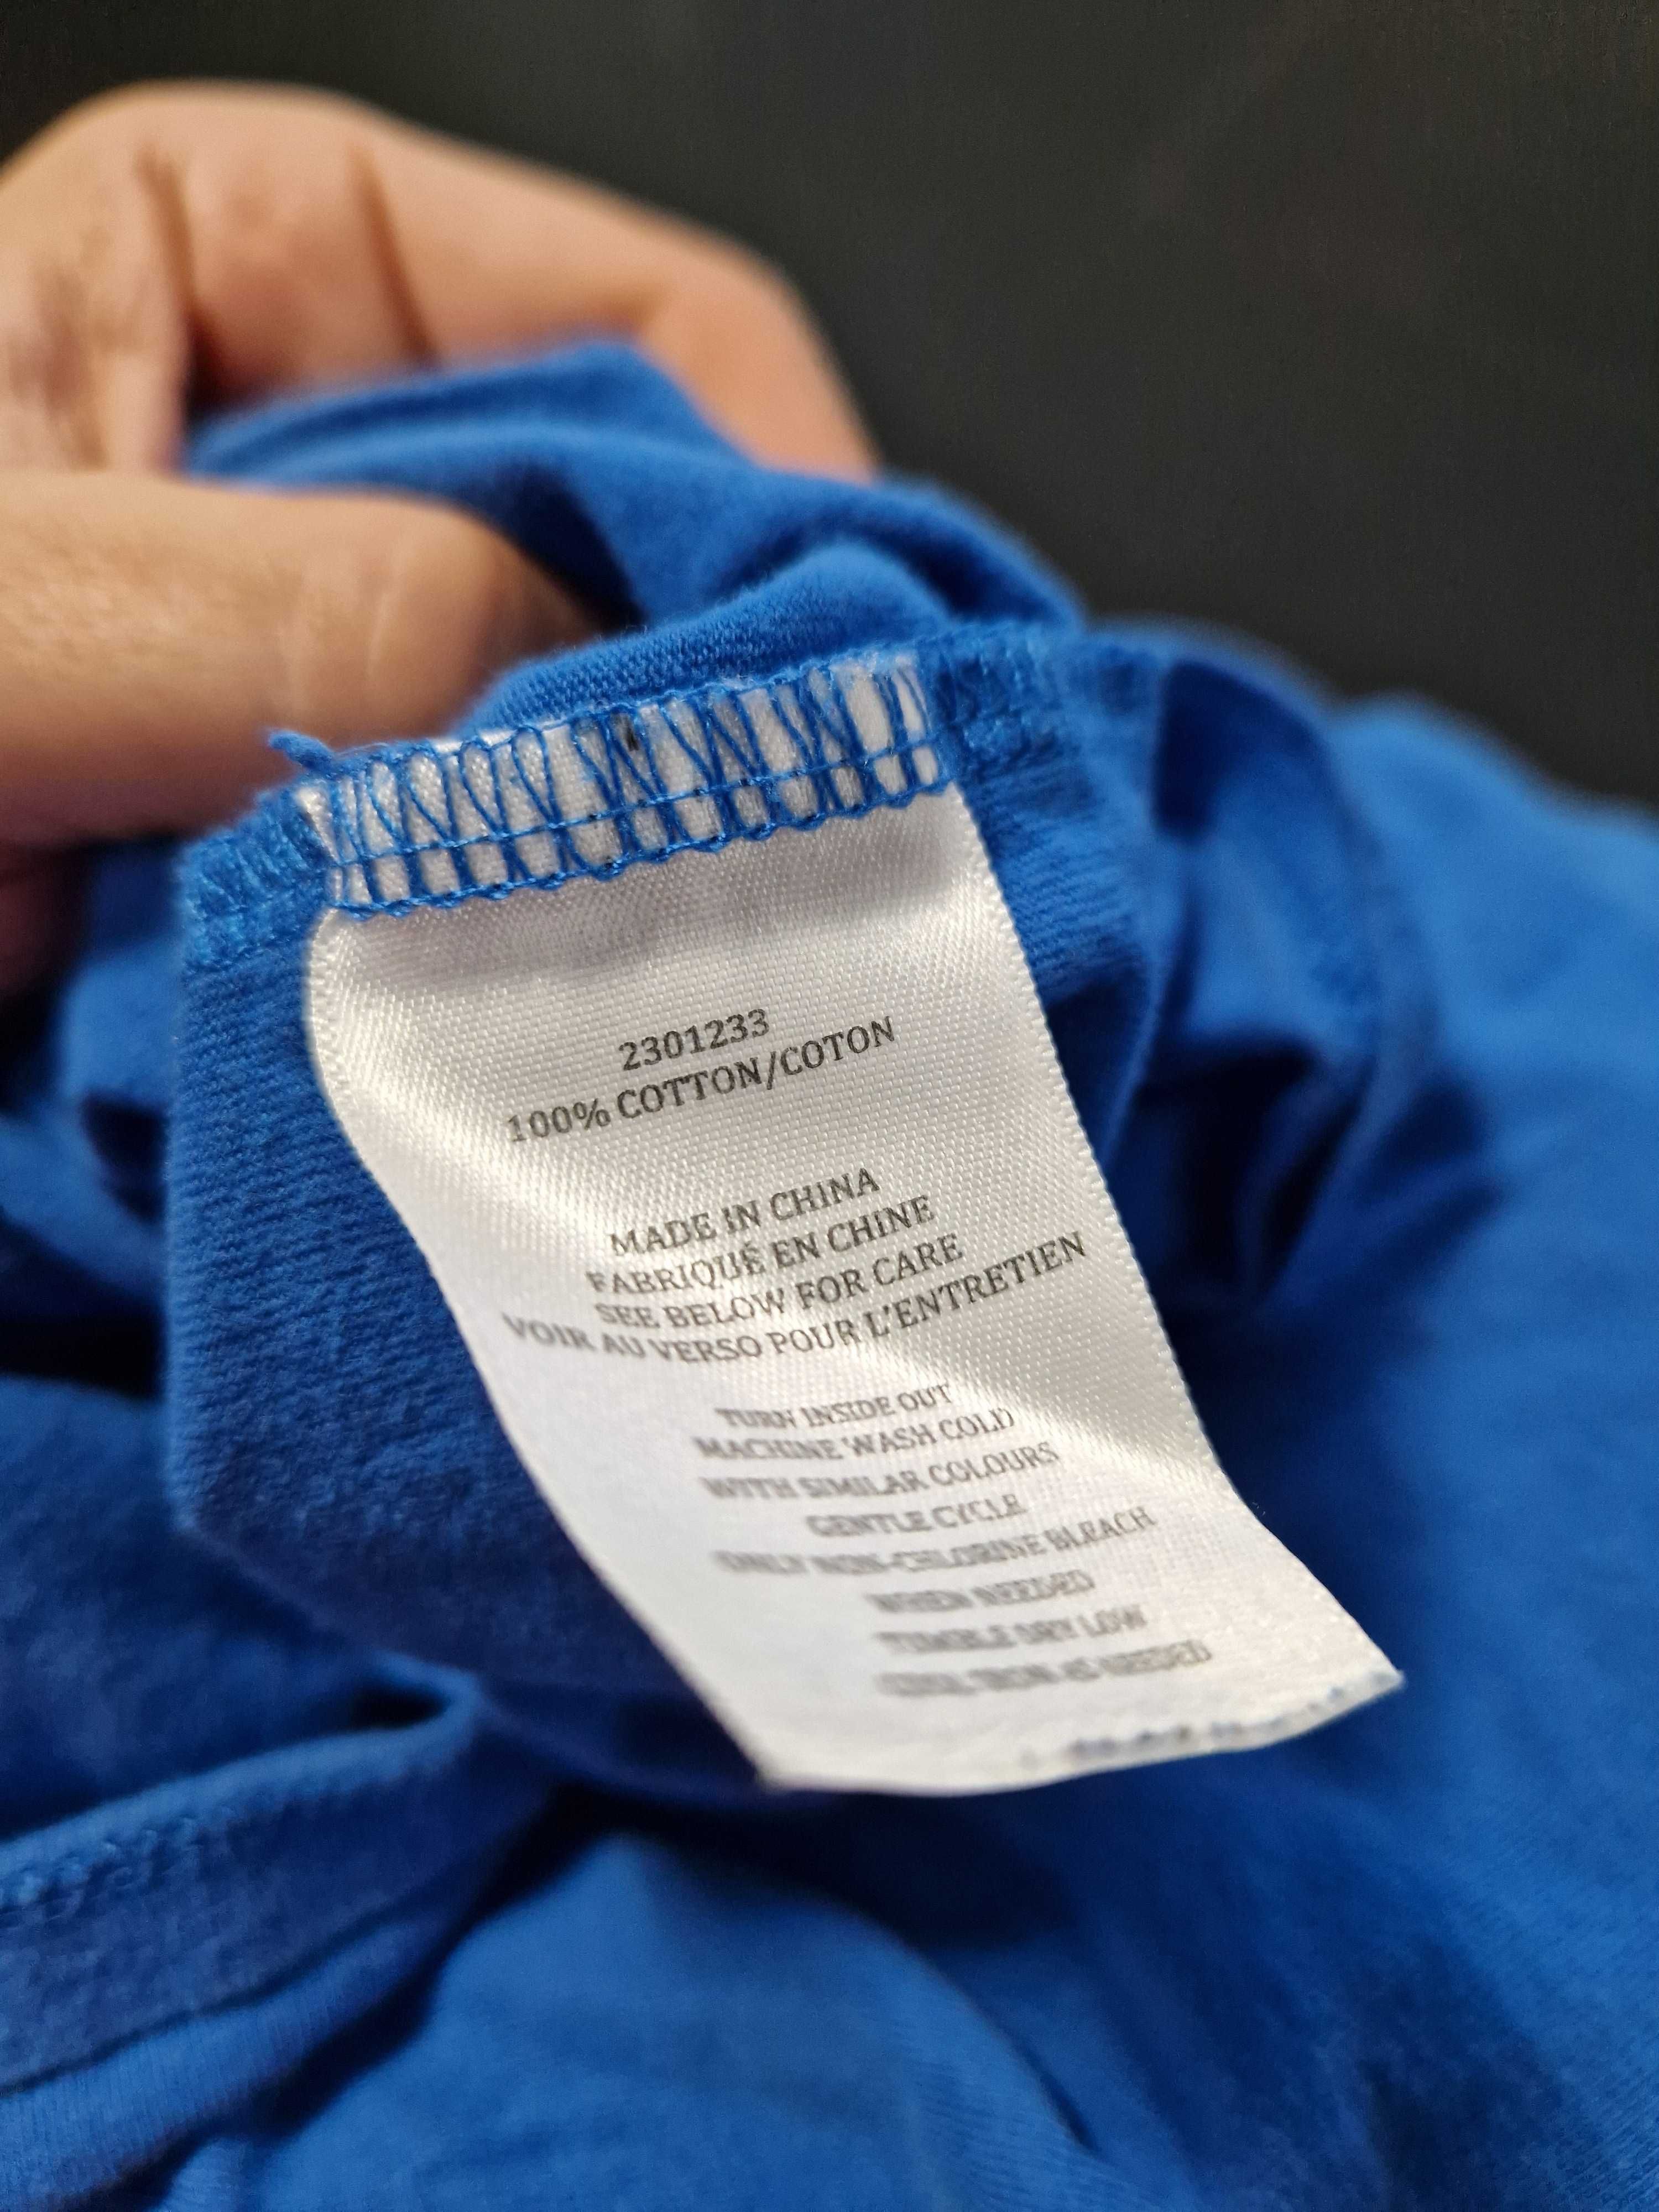 2301233
100% COTTON/COTON
MADE IN CHINA
FABRIQUÉ EN CHINE
SEE BELOW FOR CARE
VOIR AU VERSO POUR L'ENTRETIEN
TURN INSIDE OUT
MACHINE WASH COLD
WITH SIMILAR COLOURS
GENTLE CYCLE
ONLY NON-CHLORINE BLEACH
WHEN NEEDED
TUMBLE DRY LOW
COOL IRON AS NEEDED